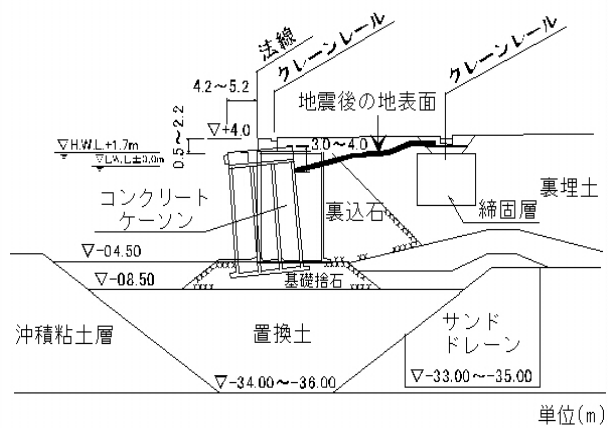 法線
クレーンレール
クレーンレール
4.2～5.2
地震後の地表面
0.5～2.2
▽+4.0
3.0～4.0
▽H.W.L+1.7m
▽L.W.L±0.0m
コンクリート
ケーソン
裏込石
締固層
裏埋土
▽-04.50
▽-08.50
基礎捨石
沖積粘土層
置換土
サンド
ドレーン
▽-34.00～-36.00
▽-33.00～-35.00
単位(m)